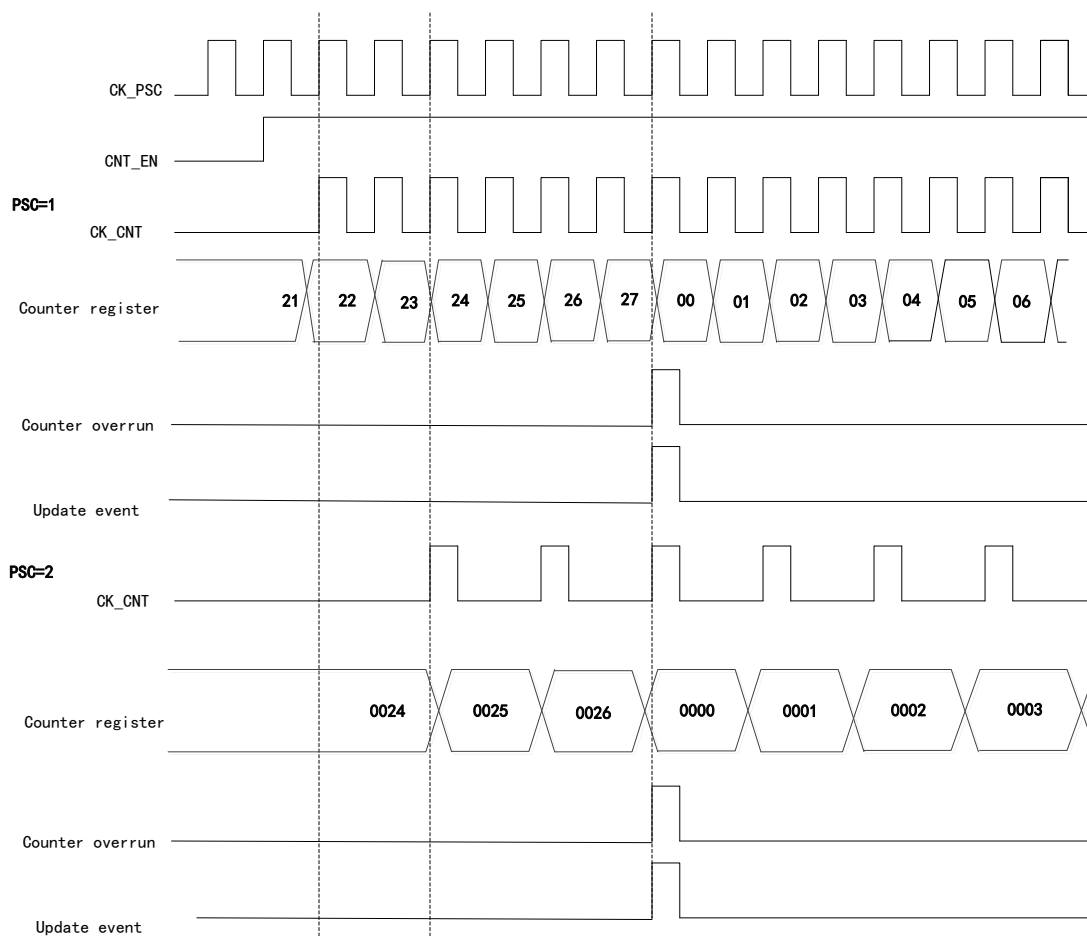 CK_PSC
CNT_EN
PSC=1
CK_CNT
Counter register 21 22 23 24 25 26 27 00 01 02 03 04 05 06
Counter overrun
Update event
PSC=2
CK_CNT
Counter register 0024 0025 0026 0000 0001 0002 0003
Counter overrun
Update event